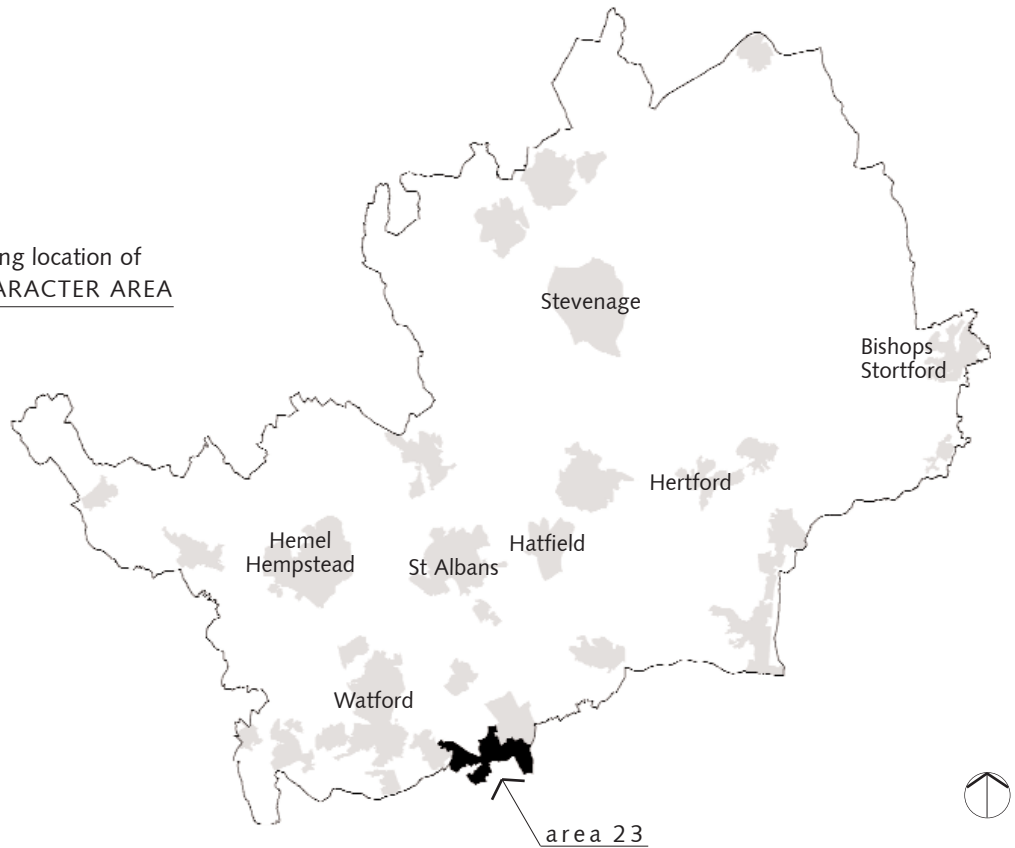 ng location of
ARACTER AREA
Stevenage
Bishops
Stortford
Hertford
Hatfield
Hemel
Hempstead
St Albans
Watford
area 23